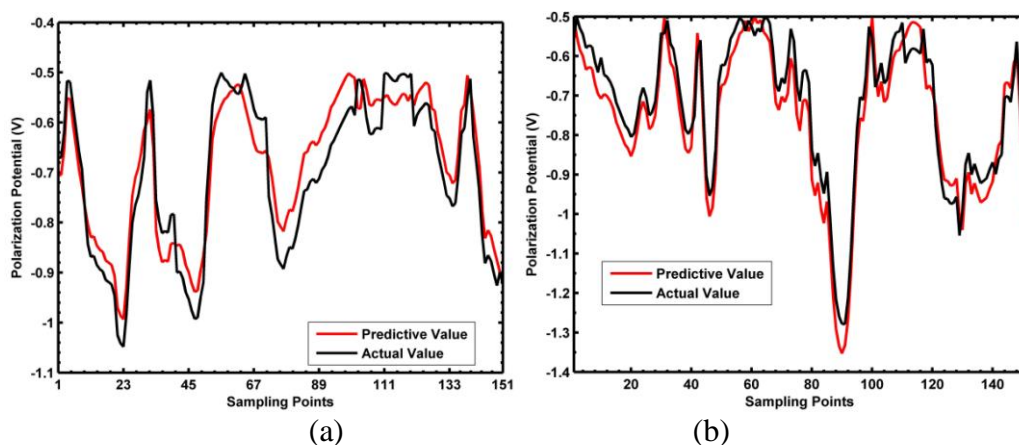 -0.4
-0.5
-0.6
-0.7
-0.8
-0.9
-1
-1.1
Polarization Potential (V)
Predictive Value
Actual Value
1 23 45 67 89 111 133 151
Sampling Points
(a)
-0.5
-0.6
-0.7
-0.8
-0.9
-1
-1.1
-1.2
-1.3
-1.4
Polarization Potential (V)
Predictive Value
Actual Value
20 40 60 80 100 120 140
Sampling Points
(b)